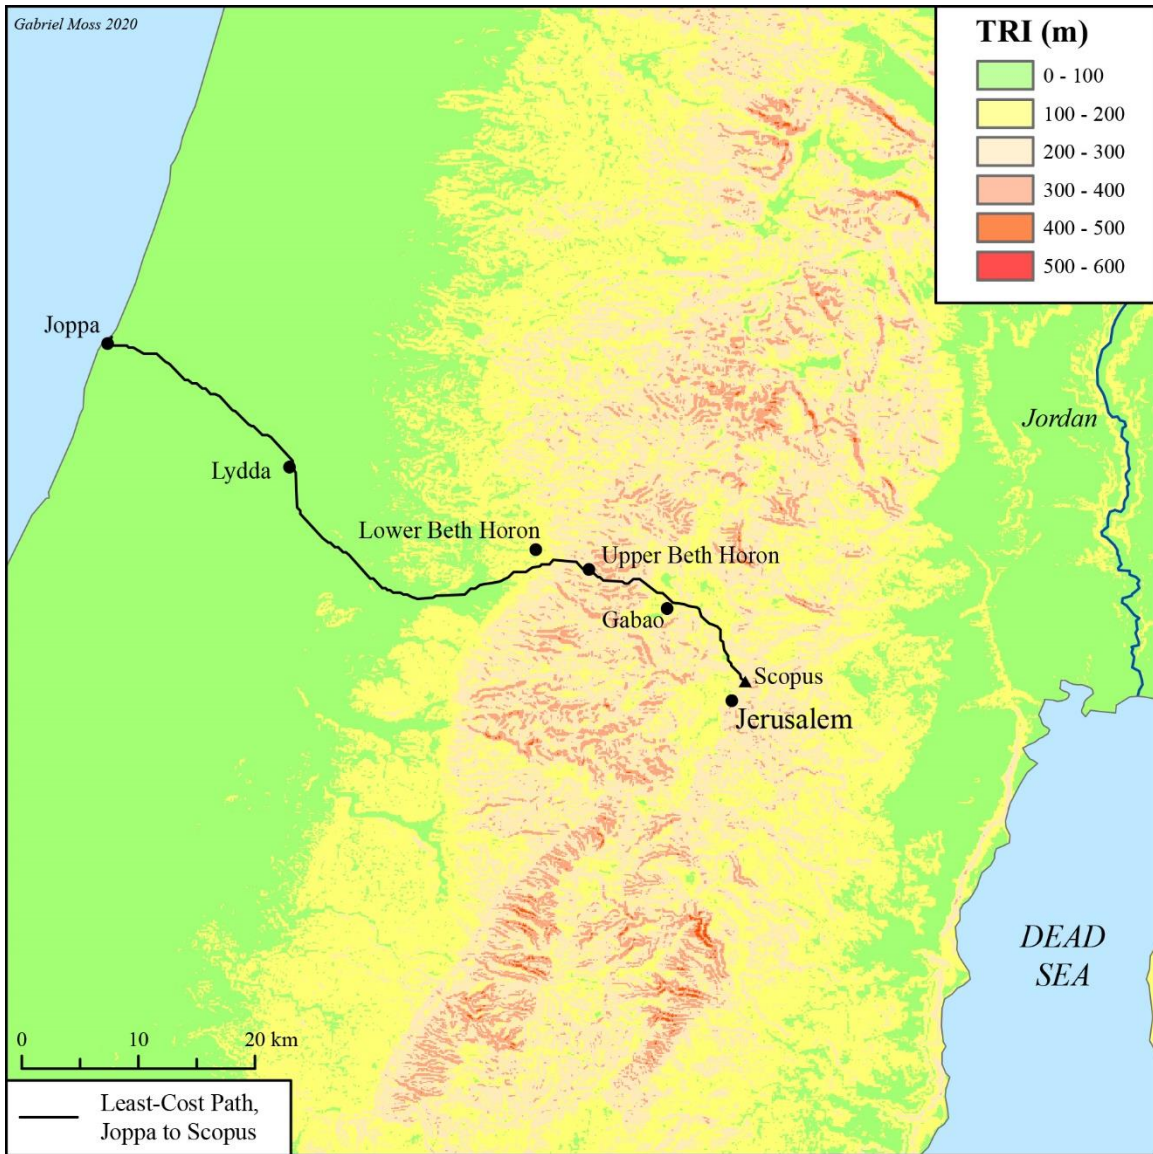 Gabriel Moss 2020
TRI (m)
0 - 100
100 - 200
200 - 300
300 - 400
400 - 500
500 - 600
Joppa
Jordan
Lydda
Lower Beth Horon
Upper Beth Horon
Gabao
Scopus
Jerusalem
DEAD
SEA
0 10 20 km
Least-Cost Path,
Joppa to Scopus